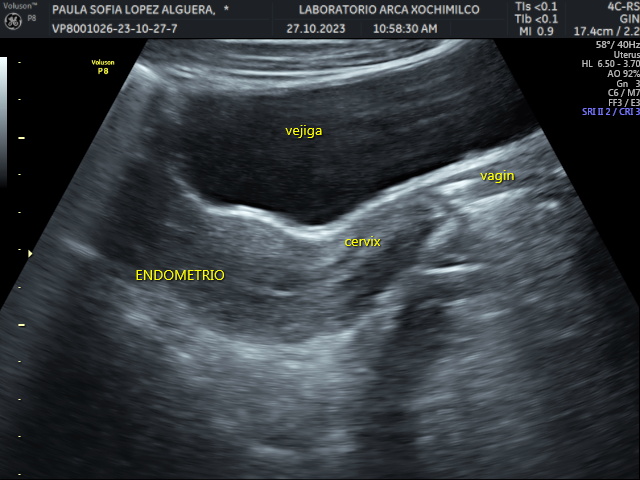 Voluson™
P8
PAULA SOFIA LOPEZ ALGUERA, *
VP8001026-23-10-27-7
LABORATORIO ARCA XOCHIMILCO
27.10.2023
10:58:30 AM
TIs <0.1
TIb <0.1
MI 0.9
4C-RS
GIN
17.4cm / 2.2
58°/ 40Hz
Uterus
HL 6.50 - 3.70
AO 92%
Gn 3
C6 / M7
FF3 / E3
SRI II 2 / CRI 3
Voluson
P8
vejiga
vagin
cervix
ENDOMETRIO